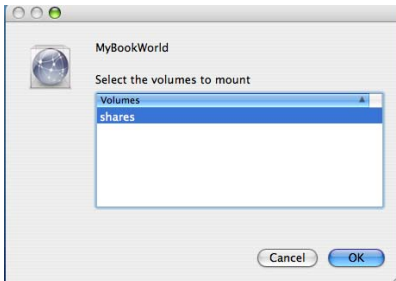 MyBookWorld
Select the volumes to mount
Volumes
shares
Cancel OK